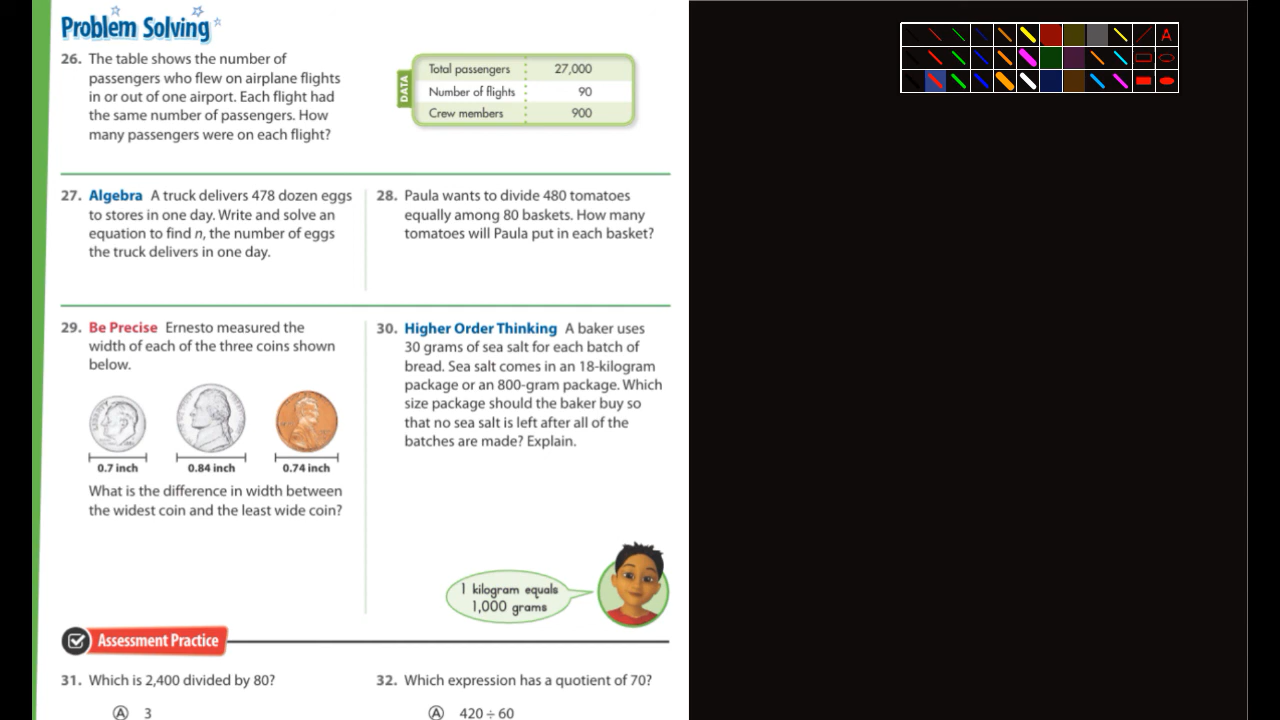 Problem Solving
26. The table shows the number of
passengers who flew on airplane flights
in or out of one airport. Each flight had
the same number of passengers. How
many passengers were on each flight?
DATA
Total passengers 27,000
Number of flights 90
Crew members 900
27. Algebra A truck delivers 478 dozen eggs
to stores in one day. Write and solve an
equation to find n, the number of eggs
the truck delivers in one day.
28. Paula wants to divide 480 tomatoes
equally among 80 baskets. How many
tomatoes will Paula put in each basket?
29. Be Precise Ernesto measured the
width of each of the three coins shown
below.
0.7 inch 0.84 inch 0.74 inch
What is the difference in width between
the widest coin and the least wide coin?
30. Higher Order Thinking A baker uses
30 grams of sea salt for each batch of
bread. Sea salt comes in an 18-kilogram
package or an 800-gram package. Which
size package should the baker buy so
that no sea salt is left after all of the
batches are made? Explain.
1 kilogram equals
1,000 grams
Assessment Practice
31. Which is 2,400 divided by 80?
A 3
32. Which expression has a quotient of 70?
A 420 ÷ 60
A